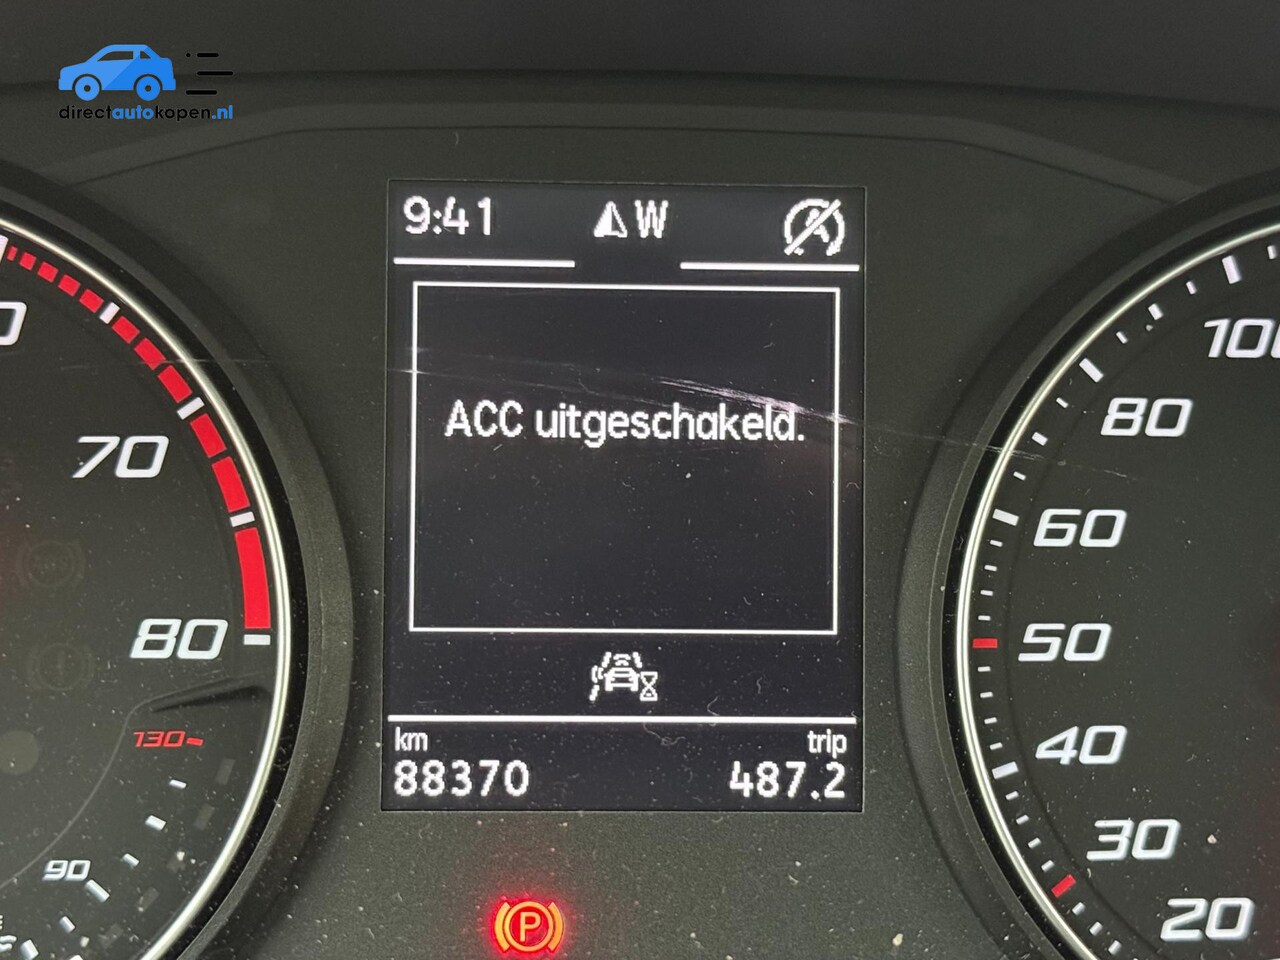 directautokopen.nl
9:41 W
100
80
70
ACC uitgeschakeld.
60
80
50
130
40
km trip
88370 487.2
30
90
20
P